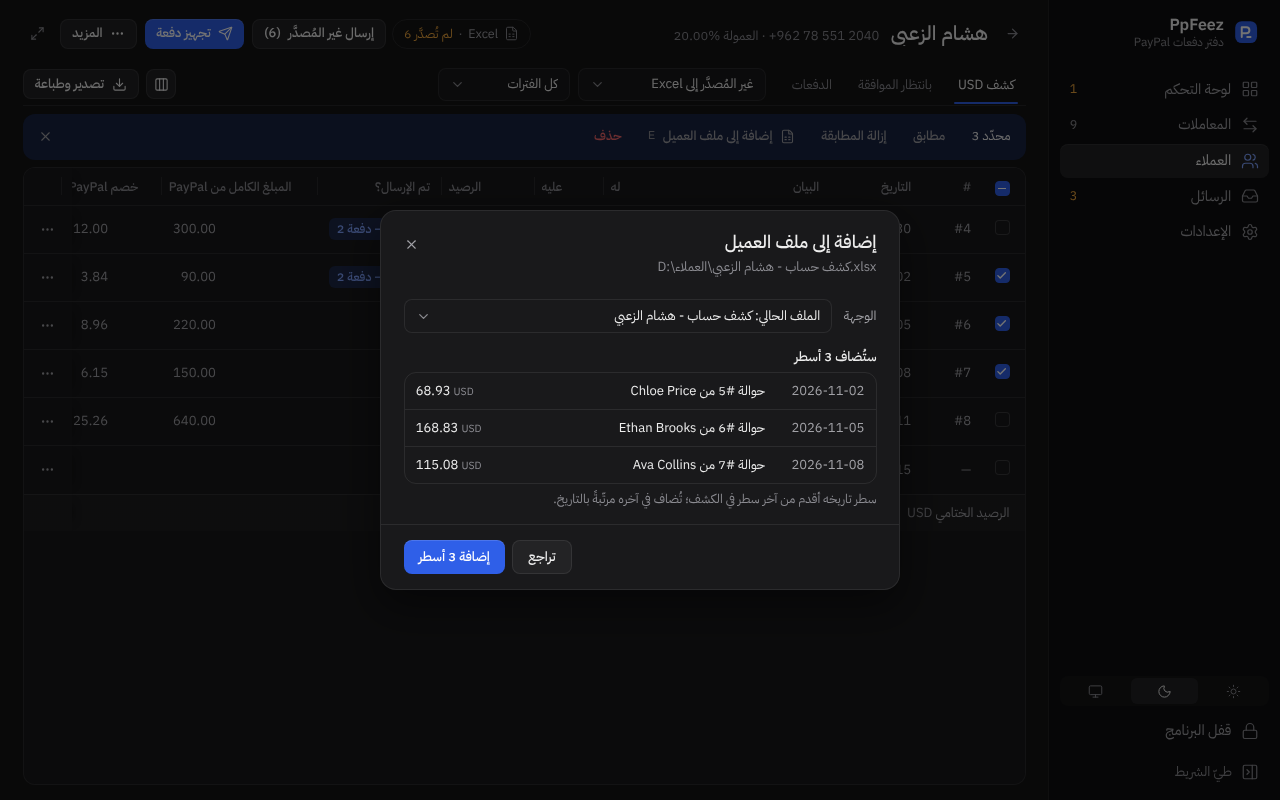 PpFeez
دفتر دفعات PayPal
لوحة التحكم 1
المعاملات 9
العملاء
الرسائل 3
الإعدادات
قفل البرنامج
طيّ الشريط
هشام الزعبي
+962 78 551 2040 · العمولة 20.00%
Excel · لم تُصدَّر 6
إرسال غير المُصدَّر (6)
تجهيز دفعة
المزيد
كشف USD
بانتظار الموافقة
الدفعات
غير المُصدَّر إلى Excel
كل الفترات
تصدير وطباعة
محدّد 3
مطابق
إزالة المطابقة
إضافة إلى ملف العميل E
حذف
# التاريخ البيان له عليه الرصيد تم الإرسال؟ المبلغ الكامل من PayPal خصم PayPal
#4 – دفعة 2 300.00 12.00
#5 – دفعة 2 90.00 3.84
#6 220.00 8.96
#7 150.00 6.15
#8 640.00 25.26
—
الرصيد الختامي USD
إضافة إلى ملف العميل
D:\العملاء\كشف حساب - هشام الزعبي.xlsx
الوجهة
الملف الحالي: كشف حساب - هشام الزعبي
ستُضاف 3 أسطر
2026-11-02 حوالة #5 من Chloe Price 68.93 USD
2026-11-05 حوالة #6 من Ethan Brooks 168.83 USD
2026-11-08 حوالة #7 من Ava Collins 115.08 USD
سطر تاريخه أقدم من آخر سطر في الكشف؛ تُضاف في آخره مرتّبةً بالتاريخ.
تراجع
إضافة 3 أسطر